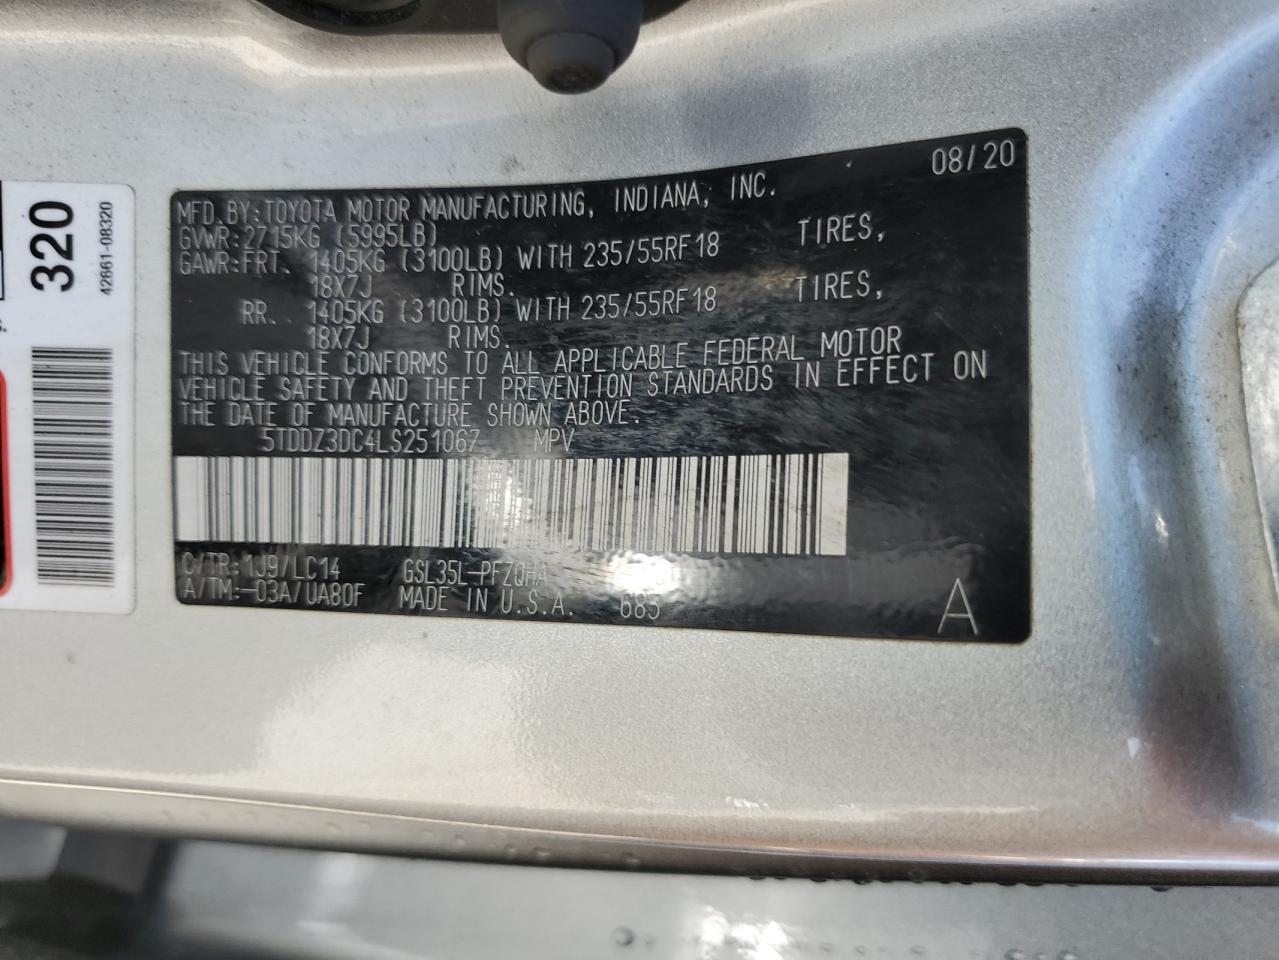 08/20
MFD.BY:TOYOTA MOTOR MANUFACTURING, INDIANA, INC.
GVWR:2715KG (5995LB)
GAWR:FRT. 1405KG (3100LB) WITH 235/55RF18 TIRES,
18X7J RIMS.
RR. 1405KG (3100LB) WITH 235/55RF18 TIRES,
18X7J RIMS.
THIS VEHICLE CONFORMS TO ALL APPLICABLE FEDERAL MOTOR
VEHICLE SAFETY AND THEFT PREVENTION STANDARDS IN EFFECT ON
THE DATE OF MANUFACTURE SHOWN ABOVE.
5TDDZ3DC4LS251067 MPV
C/TR:1J9/LC14 GSL35L-PFZQHA
A/TM:-03A/UA80F MADE IN U.S.A. 685
A
320
42661-08320